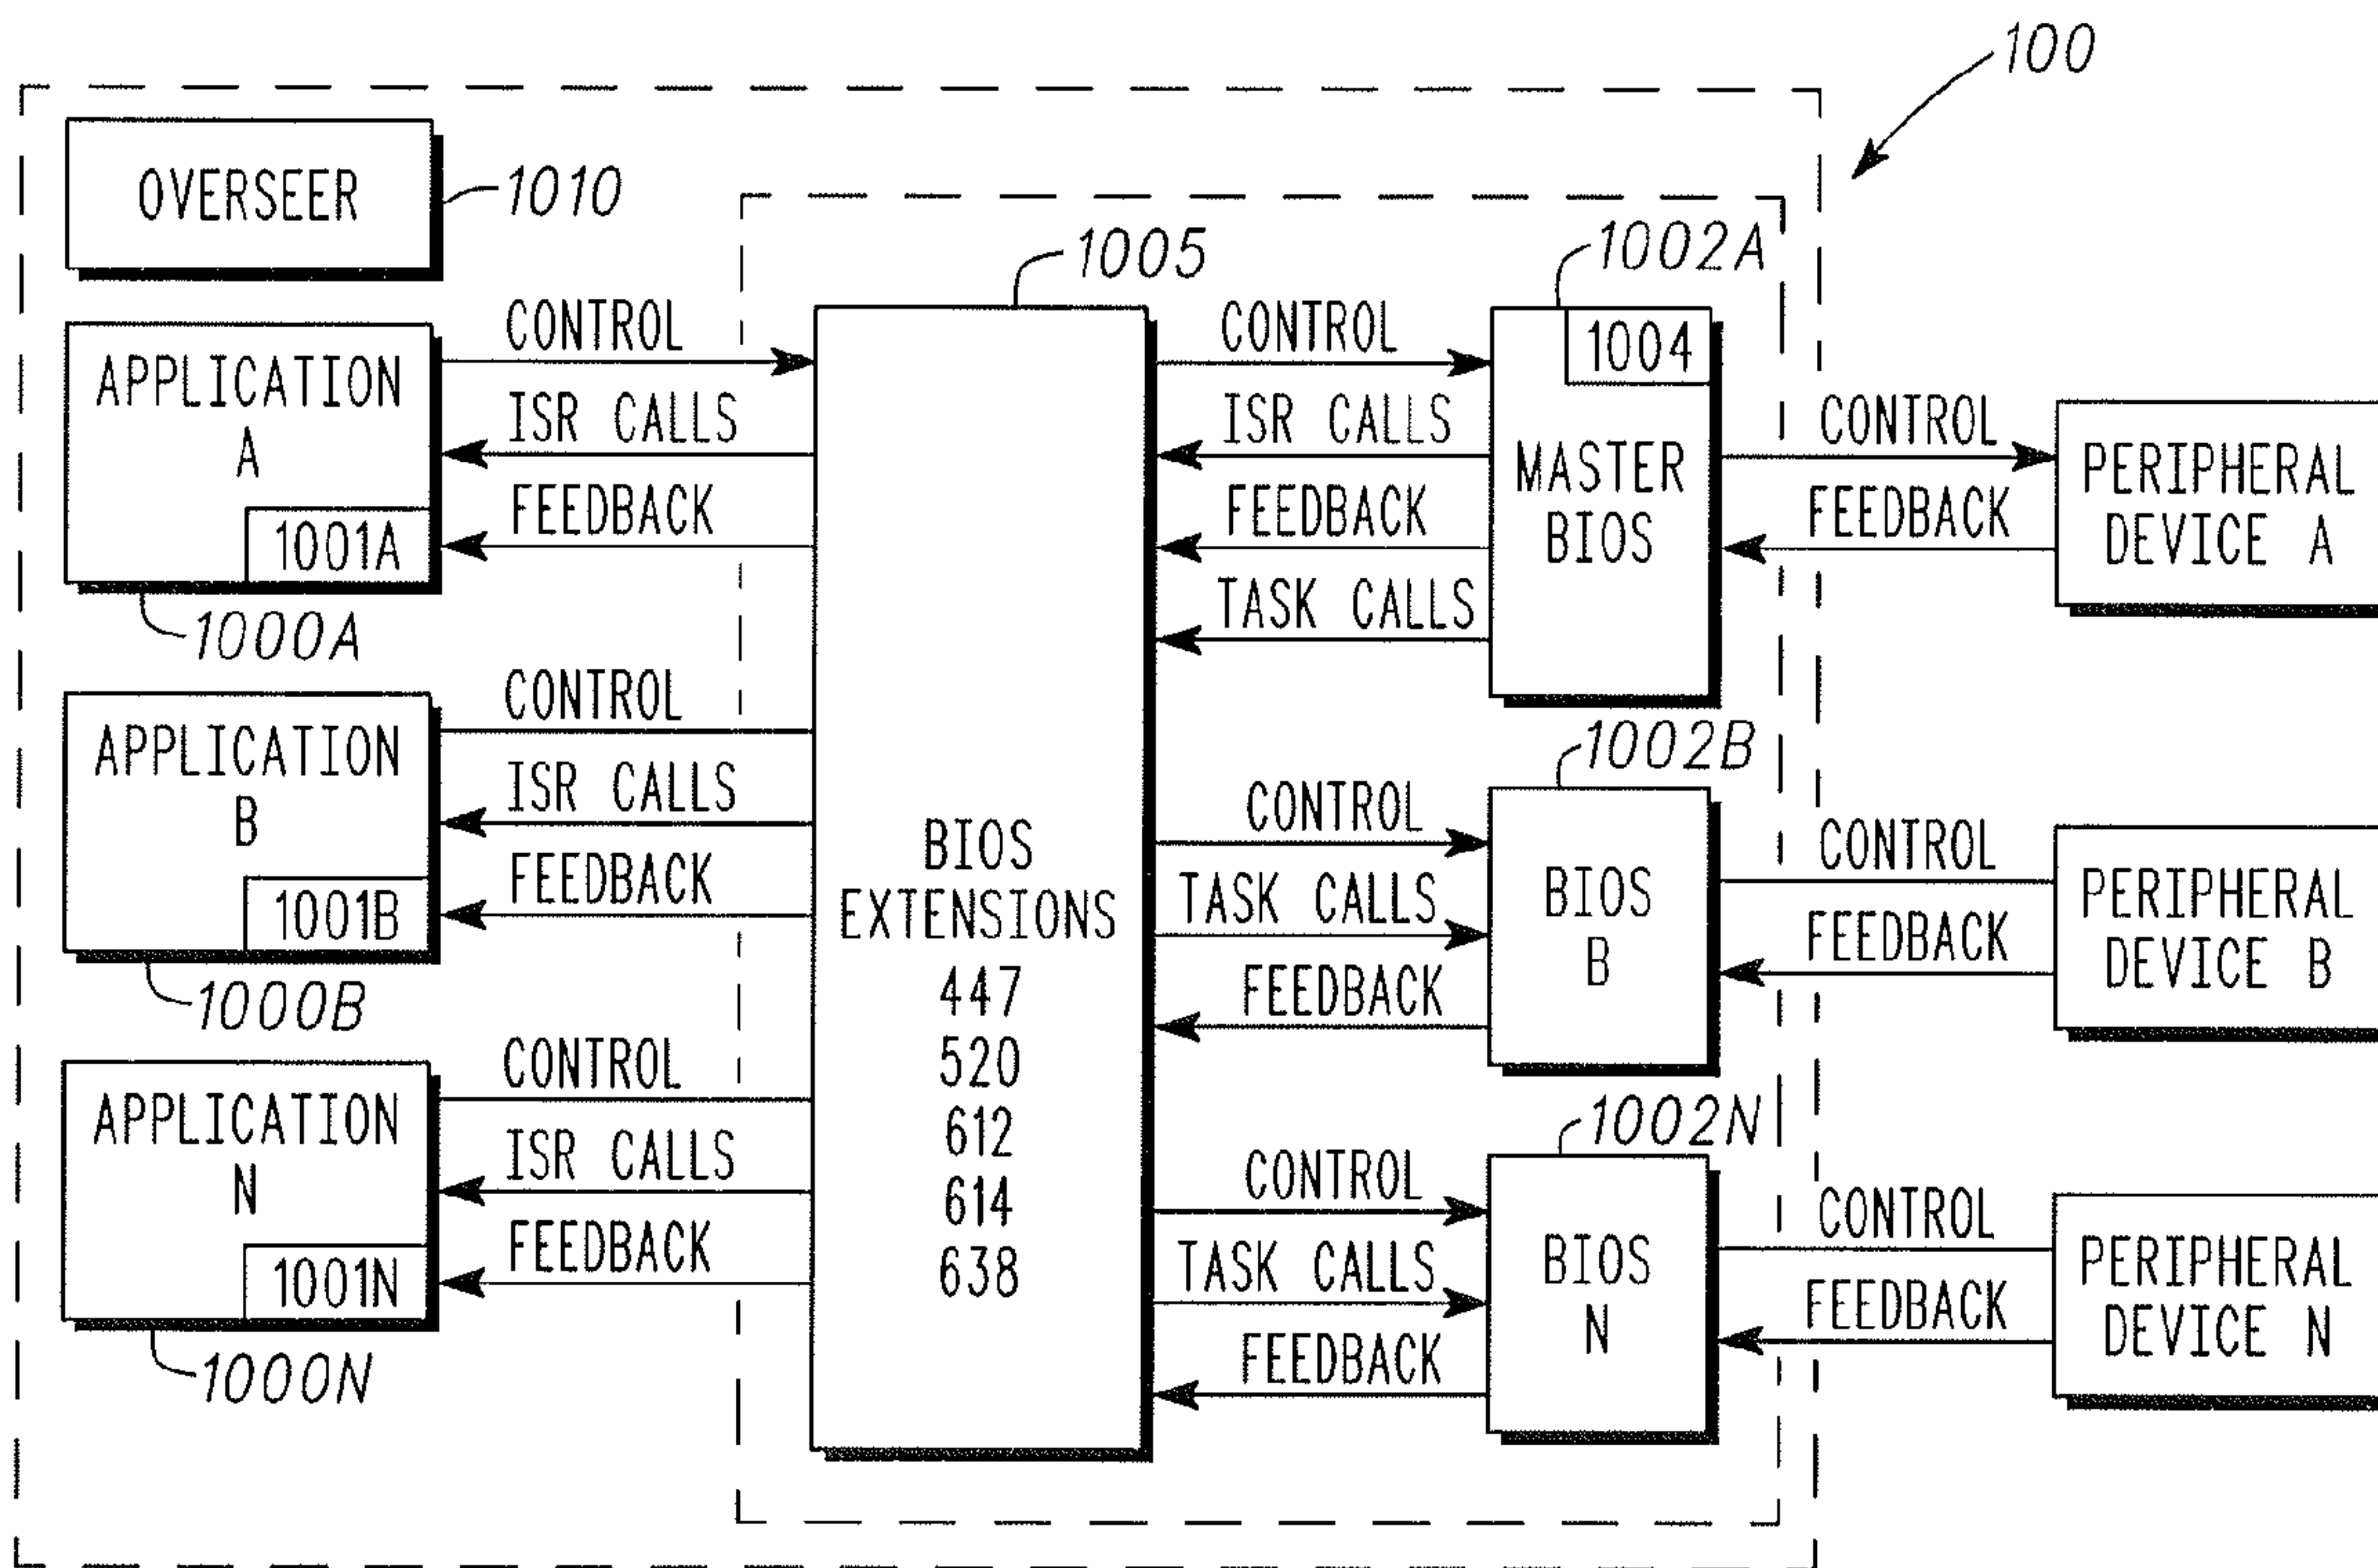 100
OVERSEER
1010
1005
1002A
CONTROL
CONTROL
1004
APPLICATION
A
ISR CALLS
ISR CALLS
CONTROL
MASTER
BIOS
PERIPHERAL
DEVICE A
FEEDBACK
FEEDBACK
FEEDBACK
1001A
TASK CALLS
1000A
CONTROL
1002B
APPLICATION
B
ISR CALLS
CONTROL
CONTROL
BIOS
EXTENSIONS
447
520
612
614
638
FEEDBACK
TASK CALLS
BIOS
B
PERIPHERAL
DEVICE B
1001B
FEEDBACK
FEEDBACK
1000B
CONTROL
1002N
APPLICATION
N
ISR CALLS
CONTROL
CONTROL
FEEDBACK
TASK CALLS
BIOS
N
PERIPHERAL
DEVICE N
1001N
FEEDBACK
FEEDBACK
1000N